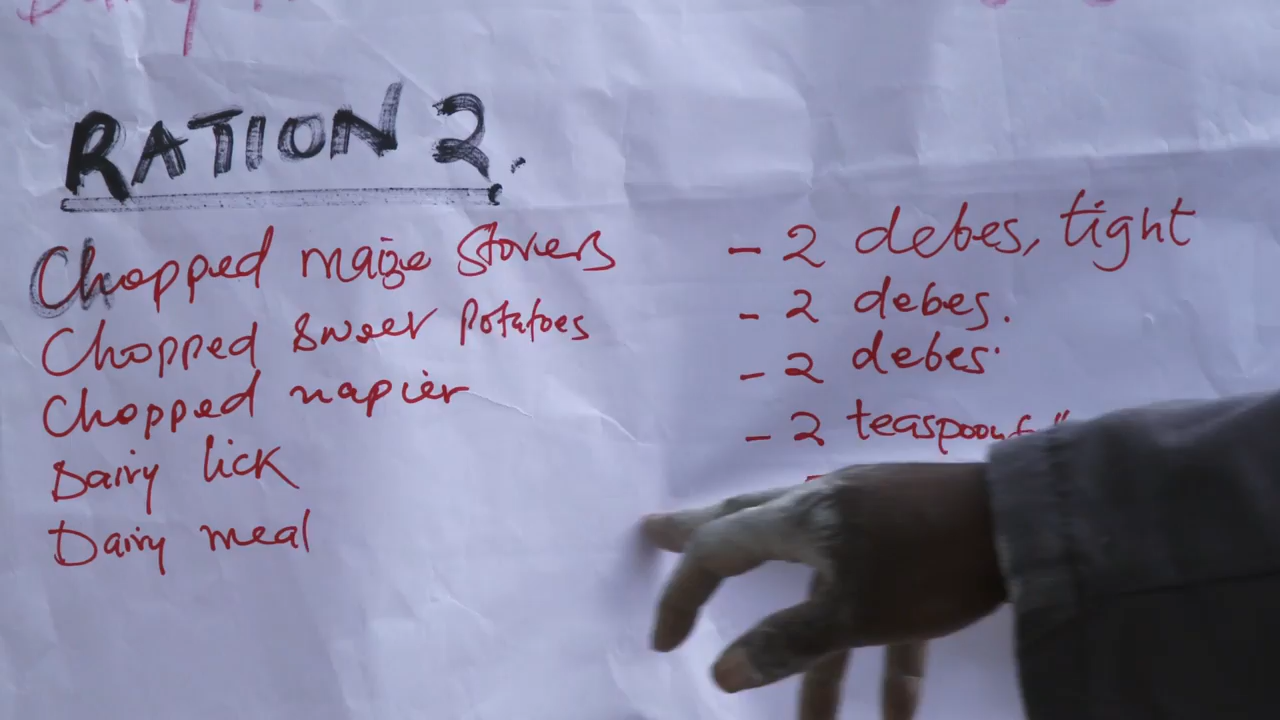 RATION 2.
Chopped maize stovers - 2 debes, tight
Chopped sweet potatoes - 2 debes.
Chopped napier - 2 debes.
Dairy lick - 2
Dairy meal